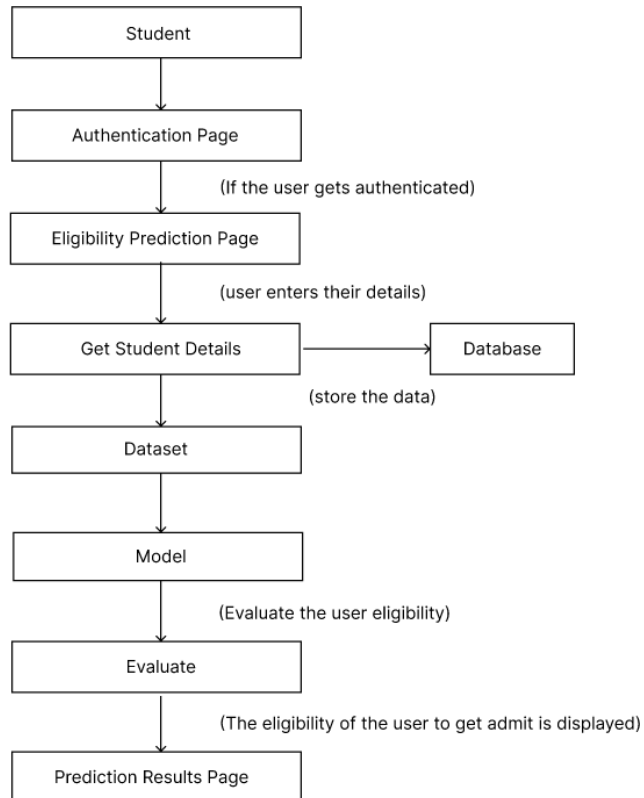 Student
Authentication Page
(If the user gets authenticated)
Eligibility Prediction Page
(user enters their details)
Get Student Details
Database
(store the data)
Dataset
Model
(Evaluate the user eligibility)
Evaluate
(The eligibility of the user to get admit is displayed)
Prediction Results Page